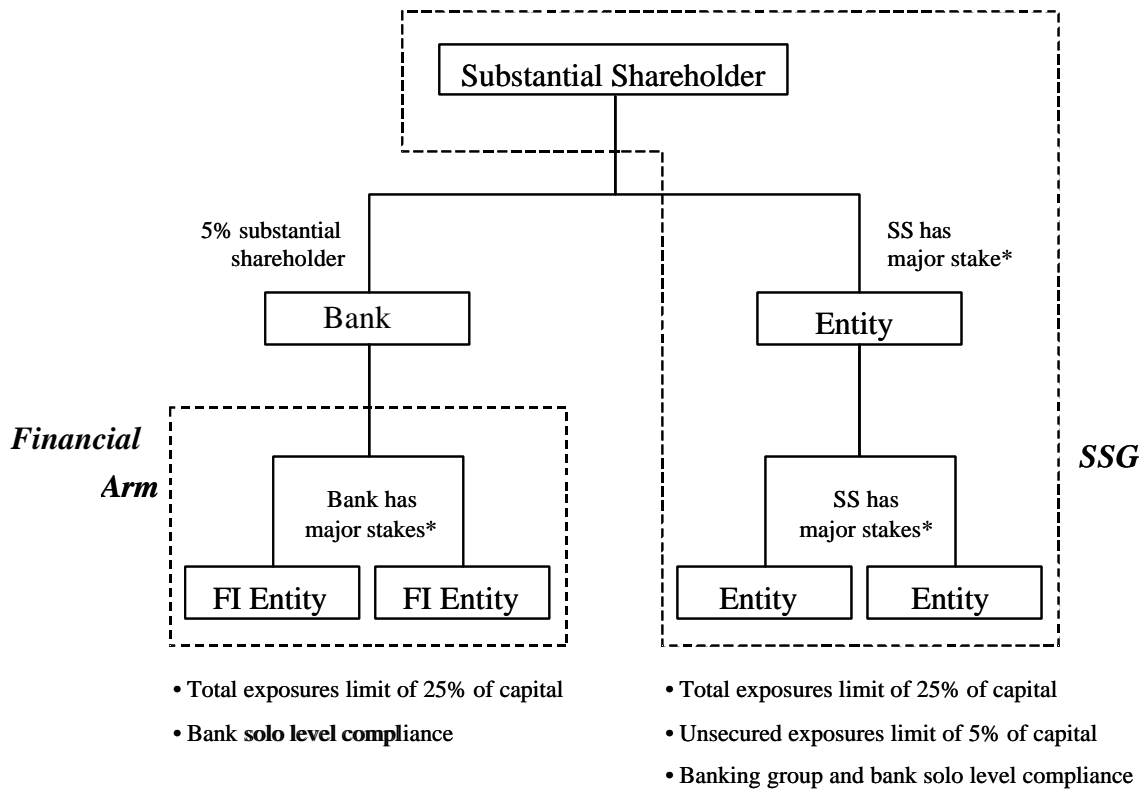 Substantial Shareholder
5% substantial
shareholder
SS has
major stake*
Bank
Entity
Financial
Arm
SSG
Bank has
major stakes*
SS has
major stakes*
FI Entity
FI Entity
Entity
Entity
• Total exposures limit of 25% of capital
• Bank solo level compliance
• Total exposures limit of 25% of capital
• Unsecured exposures limit of 5% of capital
• Banking group and bank solo level compliance